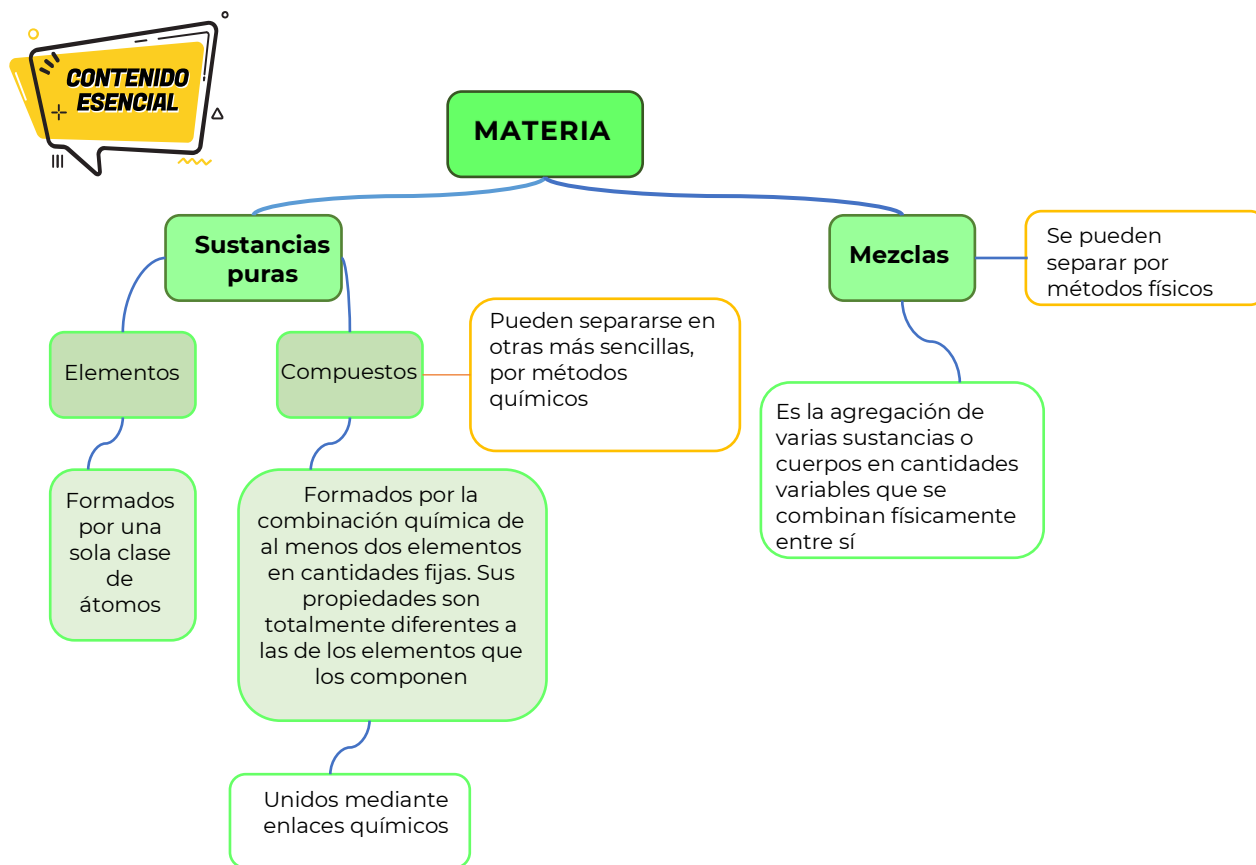 CONTENIDO
ESENCIAL
MATERIA
Sustancias
puras
Mezclas
Se pueden
separar por
métodos físicos
Elementos
Compuestos
Pueden separarse en
otras más sencillas,
por métodos
químicos
Es la agregación de
varias sustancias o
cuerpos en cantidades
variables que se
combinan físicamente
entre sí
Formados
por una
sola clase
de
átomos
Formados por la
combinación química de
al menos dos elementos
en cantidades fijas. Sus
propiedades son
totalmente diferentes a
las de los elementos que
los componen
Unidos mediante
enlaces químicos